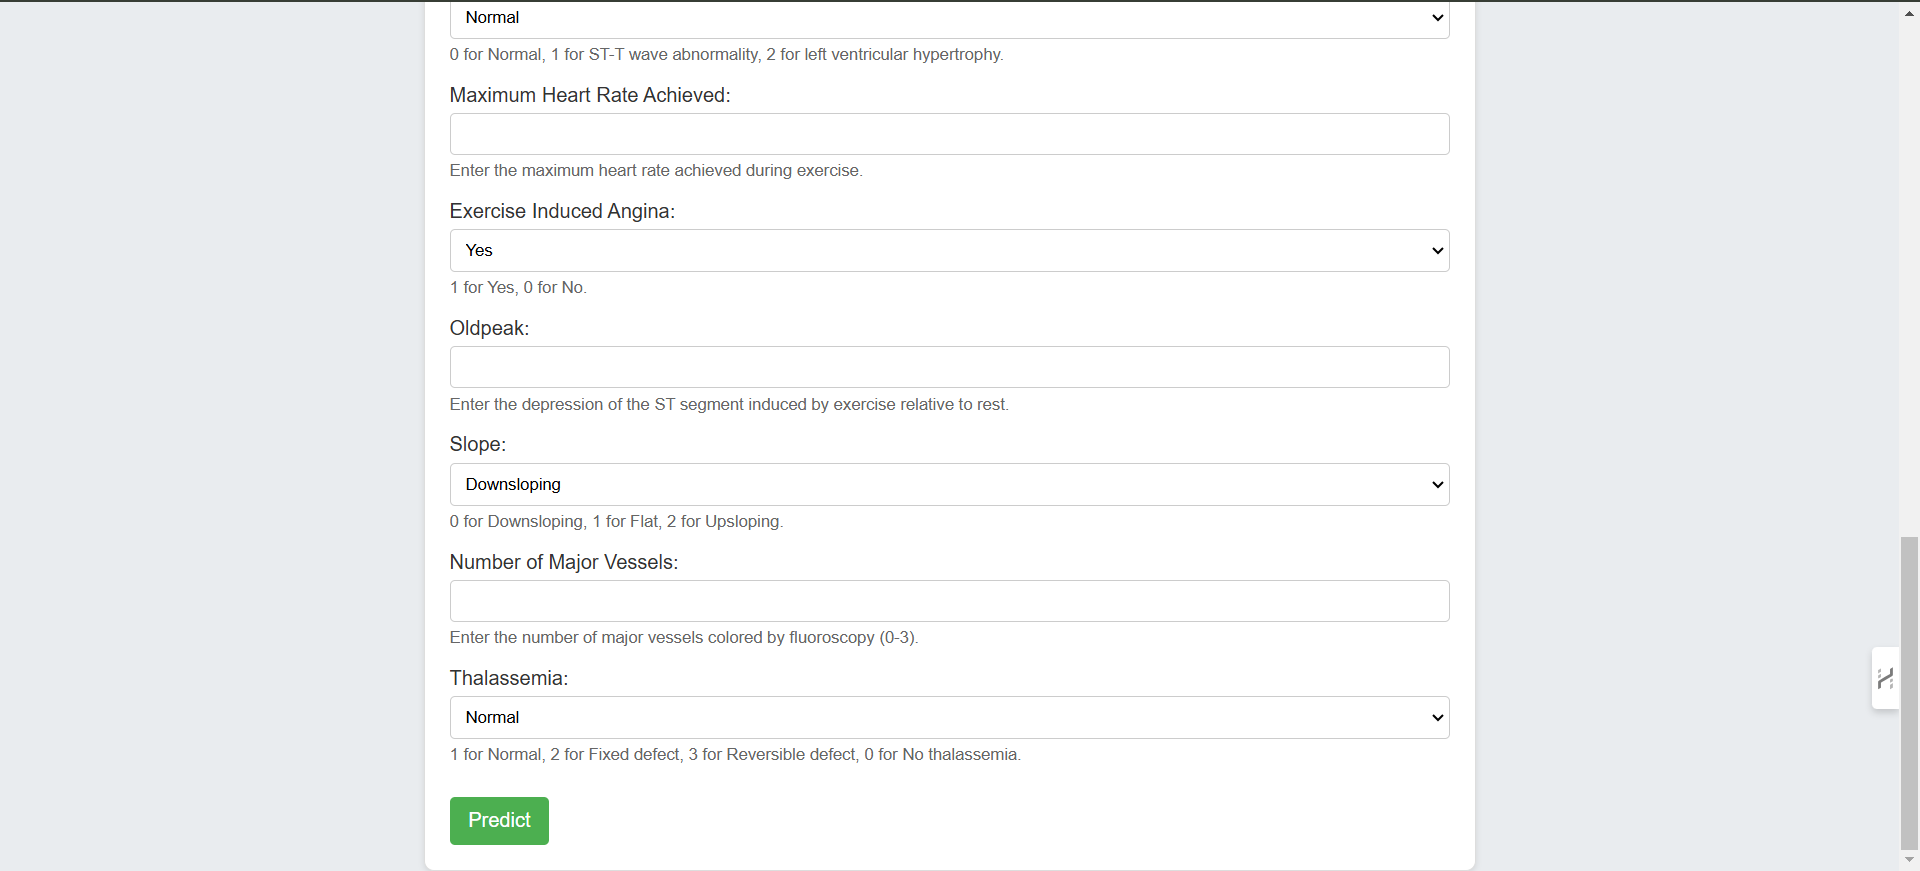 Normal
0 for Normal, 1 for ST-T wave abnormality, 2 for left ventricular hypertrophy.
Maximum Heart Rate Achieved:
Enter the maximum heart rate achieved during exercise.
Exercise Induced Angina:
Yes
1 for Yes, 0 for No.
Oldpeak:
Enter the depression of the ST segment induced by exercise relative to rest.
Slope:
Downsloping
0 for Downsloping, 1 for Flat, 2 for Upsloping.
Number of Major Vessels:
Enter the number of major vessels colored by fluoroscopy (0-3).
Thalassemia:
Normal
1 for Normal, 2 for Fixed defect, 3 for Reversible defect, 0 for No thalassemia.
Predict